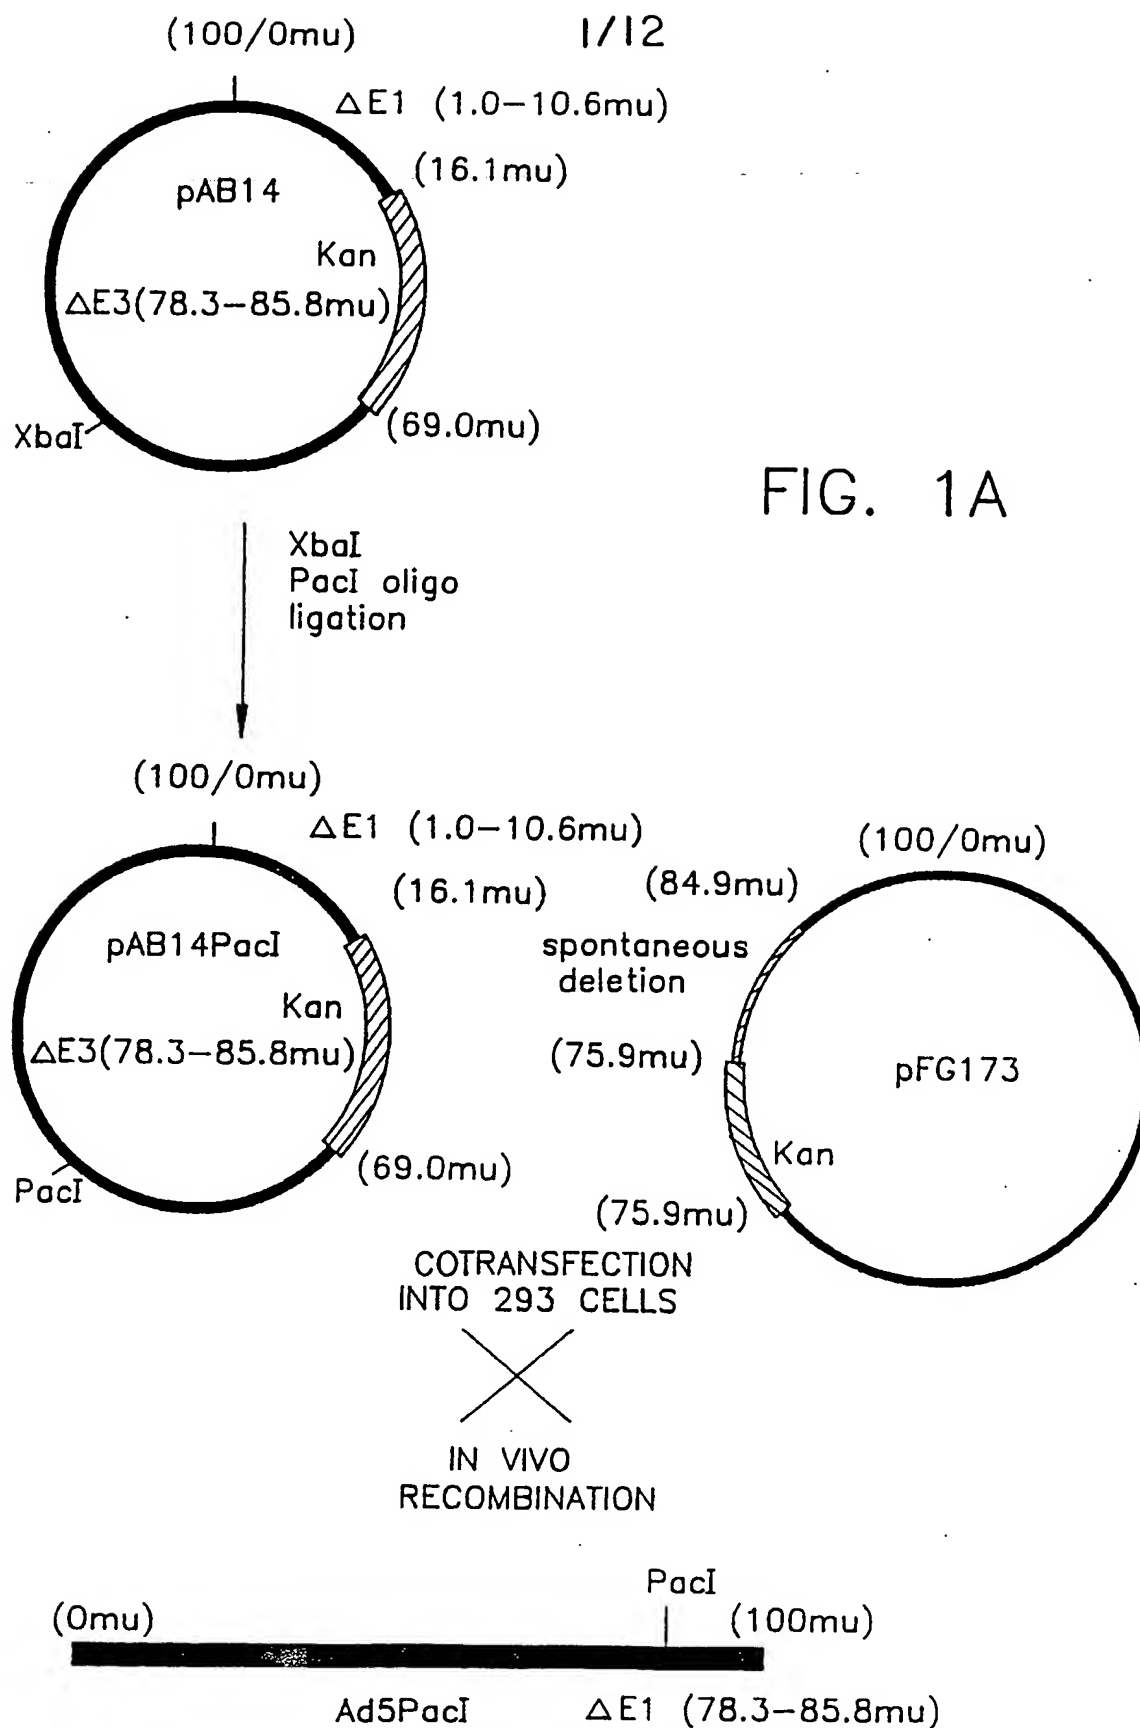 (100/0mu)
1/12
ΔE1 (1.0-10.6mu)
(16.1mu)
pAB14
Kan
ΔE3(78.3-85.8mu)
XbaI
(69.0mu)
FIG. 1A
XbaI
PacI oligo
ligation
(100/0mu)
ΔE1 (1.0-10.6mu)
(16.1mu)
pAB14PacI
Kan
ΔE3(78.3-85.8mu)
PacI
(69.0mu)
(100/0mu)
(84.9mu)
spontaneous
deletion
(75.9mu)
pFG173
Kan
(75.9mu)
COTRANSFECTION
INTO 293 CELLS
IN VIVO
RECOMBINATION
PacI
(0mu)
(100mu)
Ad5PacI
ΔE1 (78.3-85.8mu)